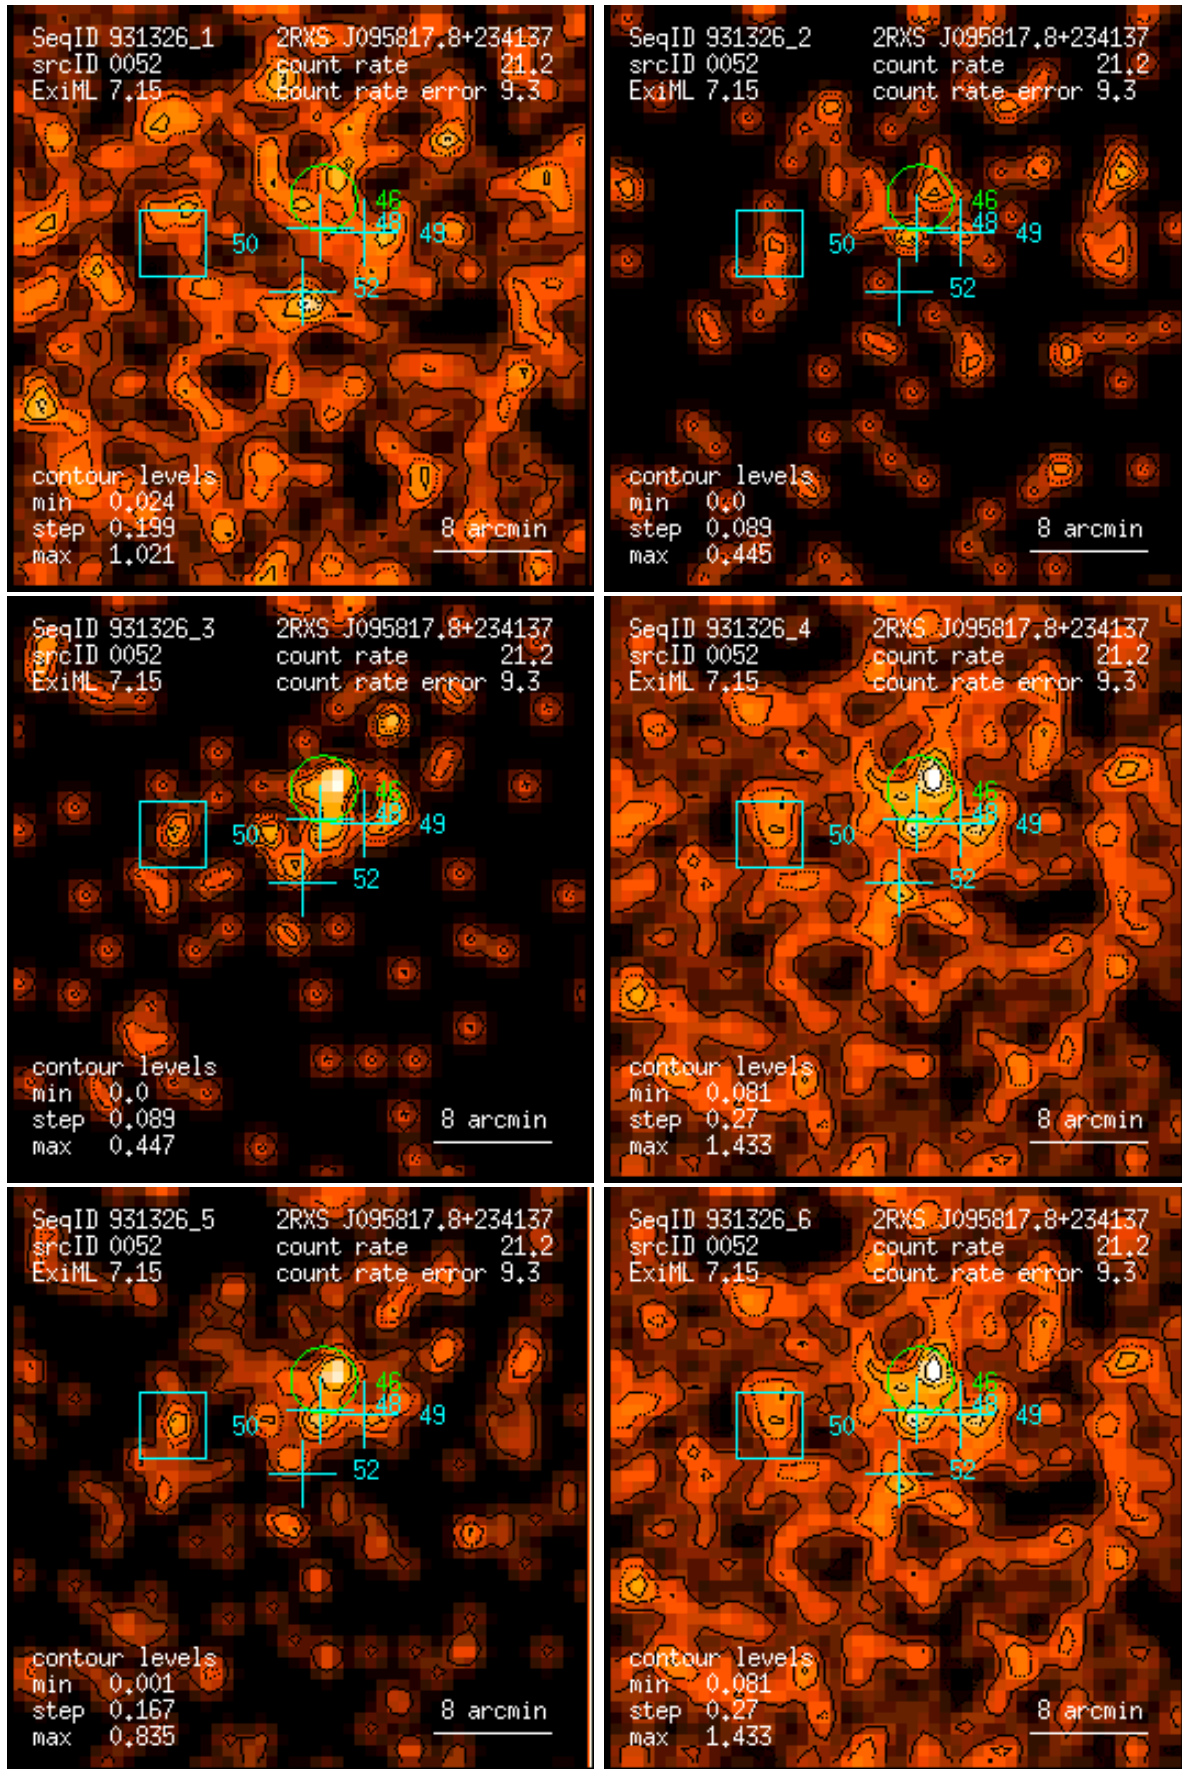 SeqID 931326_1 2RXS J095817.8+234137
srcID 0052 count rate 21.2
ExiML 7.15 count rate error 9.3
46
48
50 49
52
contour levels
min 0.024
step 0.199
max 1.021
8 arcmin
SeqID 931326_2 2RXS J095817.8+234137
srcID 0052 count rate 21.2
ExiML 7.15 count rate error 9.3
46
48
50 49
52
contour levels
min 0.0
step 0.089
max 0.445
8 arcmin
SeqID 931326_3 2RXS J095817.8+234137
srcID 0052 count rate 21.2
ExiML 7.15 count rate error 9.3
46
48
50 49
52
contour levels
min 0.0
step 0.089
max 0.447
8 arcmin
SeqID 931326_4 2RXS J095817.8+234137
srcID 0052 count rate 21.2
ExiML 7.15 count rate error 9.3
46
48
50 49
52
contour levels
min 0.081
step 0.27
max 1.433
8 arcmin
SeqID 931326_5 2RXS J095817.8+234137
srcID 0052 count rate 21.2
ExiML 7.15 count rate error 9.3
46
48
50 49
52
contour levels
min 0.001
step 0.167
max 0.835
8 arcmin
SeqID 931326_6 2RXS J095817.8+234137
srcID 0052 count rate 21.2
ExiML 7.15 count rate error 9.3
46
48
50 49
52
contour levels
min 0.081
step 0.27
max 1.433
8 arcmin